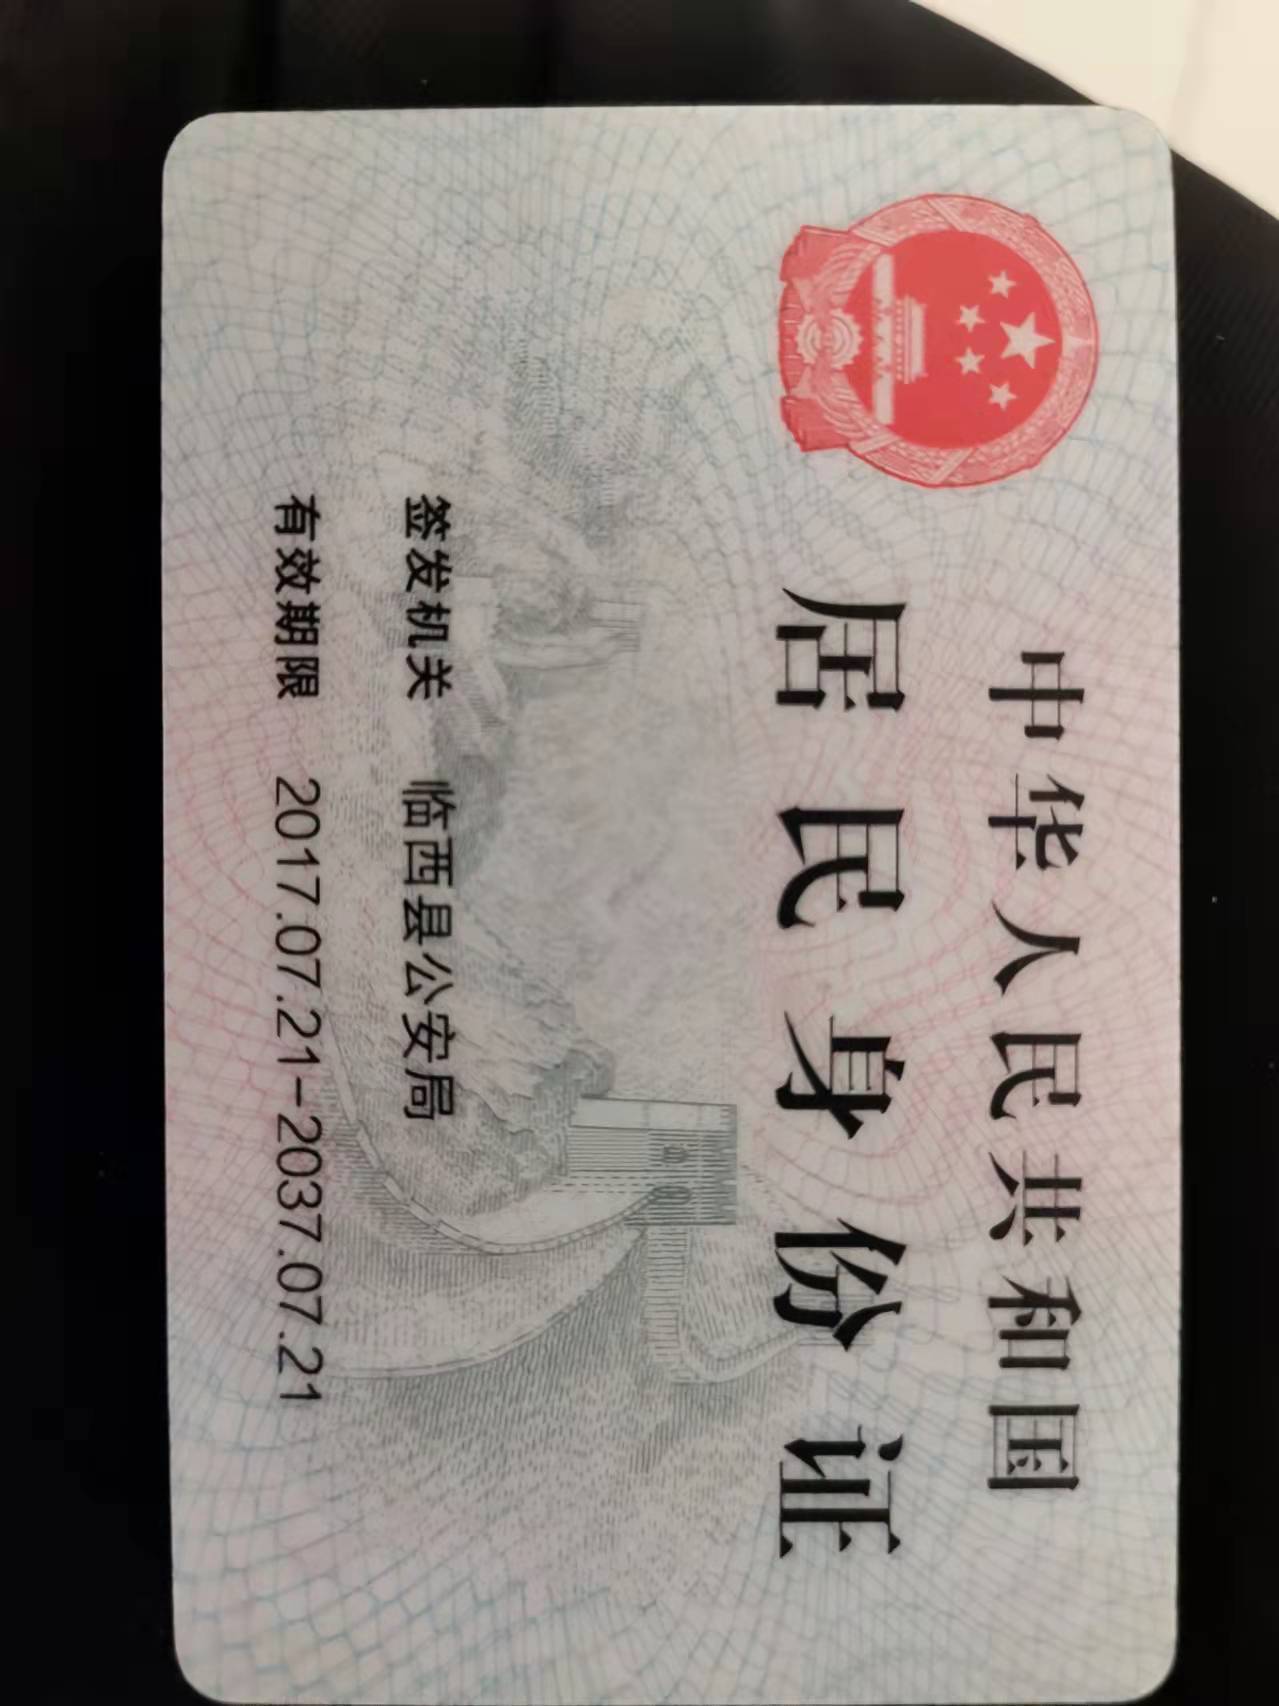 中华人民共和国
居民身份证
签发机关 临西县公安局
有效期限 2017.07.21-2037.07.21